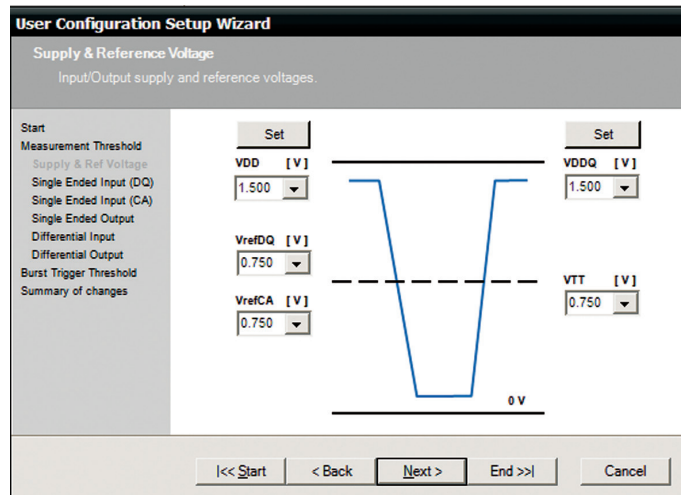 User Configuration Setup Wizard
Supply & Reference Voltage
Input/Output supply and reference voltages.
Start
Measurement Threshold
Supply & Ref Voltage
Single Ended Input (DQ)
Single Ended Input (CA)
Single Ended Output
Differential Input
Differential Output
Burst Trigger Threshold
Summary of changes
Set
VDD [V]
1.500
VrefDQ [V]
0.750
VrefCA [V]
0.750
Set
VDDQ [V]
1.500
VTT [V]
0.750
0 V
|<< Start
< Back
Next >
End >>|
Cancel